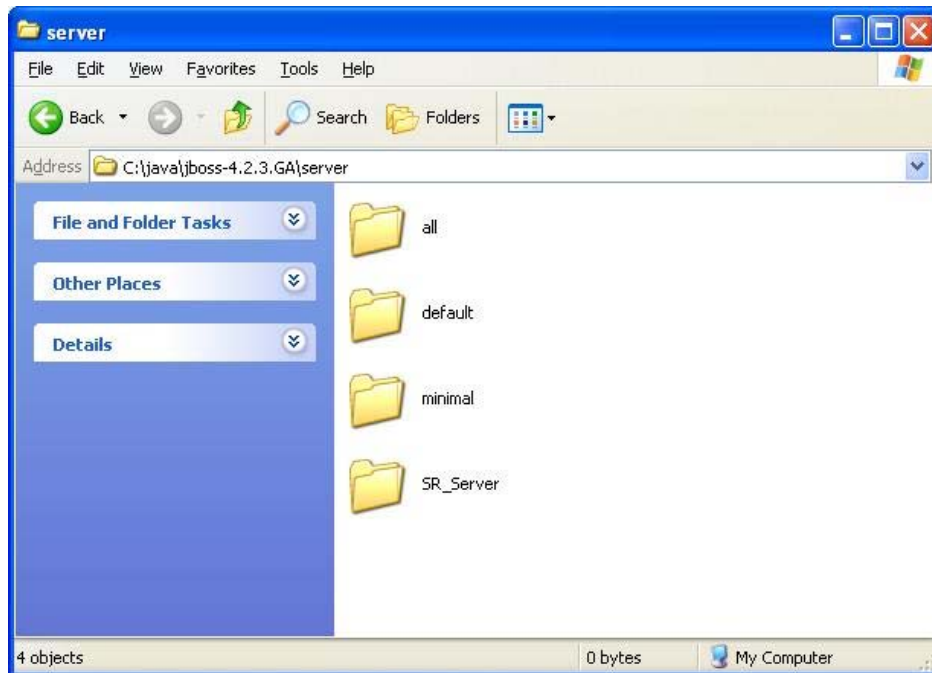 server
File Edit View Favorites Tools Help
Back Search Folders
Address C:\java\jboss-4.2.3.GA\server
File and Folder Tasks
Other Places
Details
all
default
minimal
SR_Server
4 objects 0 bytes My Computer